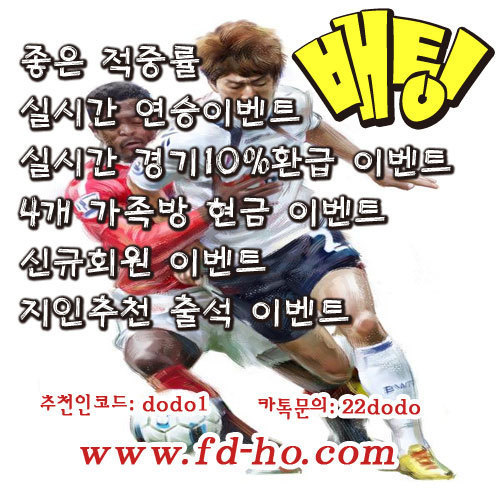 배팅!
좋은 적중률
실시간 연승이벤트
실시간 경기10%환급 이벤트
4개 가족방 현금 이벤트
신규회원 이벤트
지인추천 출석 이벤트
추천인코드: dodo1 카톡문의: 22dodo
www.fd-ho.com